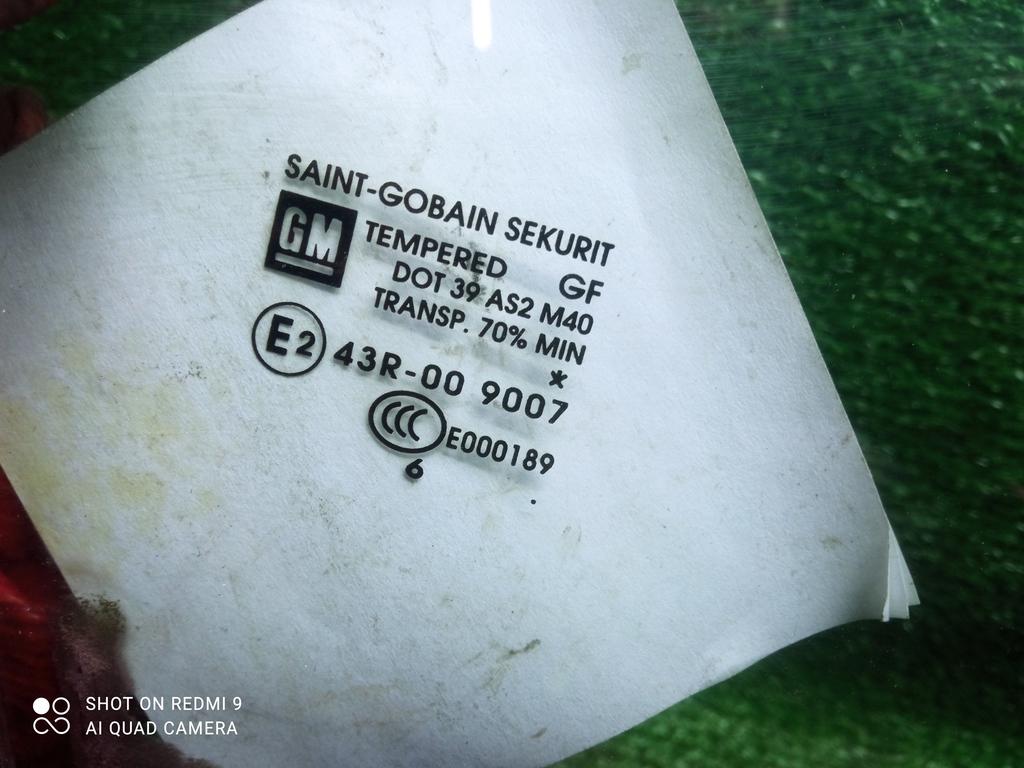 SAINT-GOBAIN SEKURIT
GM
TEMPERED GF
DOT 39 AS2 M40
TRANSP. 70% MIN
*
E2 43R-00 9007
CCC E000189
6
.
SHOT ON REDMI 9
AI QUAD CAMERA